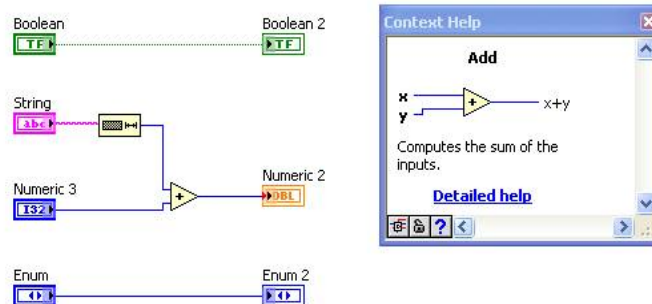 Boolean
Boolean 2
TF
TF
String
abc
Numeric 3
I32
Numeric 2
DBL
Enum
Enum 2
Context Help
Add
x
y
x+y
Computes the sum of the
inputs.
Detailed help
?